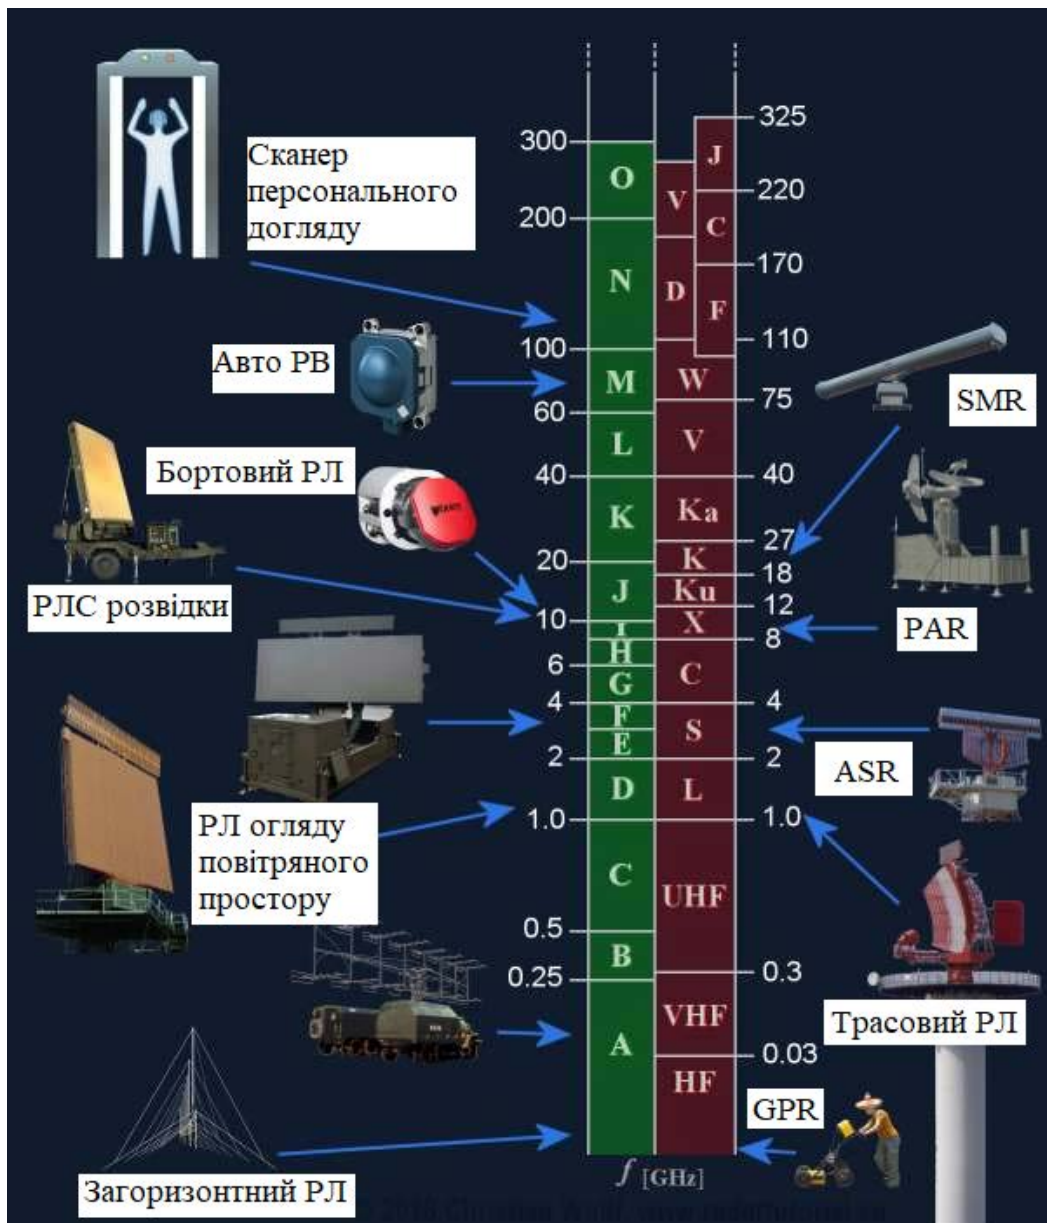 Сканер
персонального
догляду
Авто РВ
Бортовий РЛ
РЛС розвідки
РЛ огляду
повітряного
простору
Загоризонтний РЛ
300
200
100
60
40
20
10
6
4
2
1.0
0.5
0.25
O
N
M
L
K
J
I
H
G
F
E
D
C
B
A
V
D
J
C
F
W
V
Ka
K
Ku
X
C
S
L
UHF
VHF
HF
325
220
170
110
75
40
27
18
12
8
4
2
1.0
0.3
0.03
f [GHz]
SMR
PAR
ASR
Трасовий РЛ
GPR